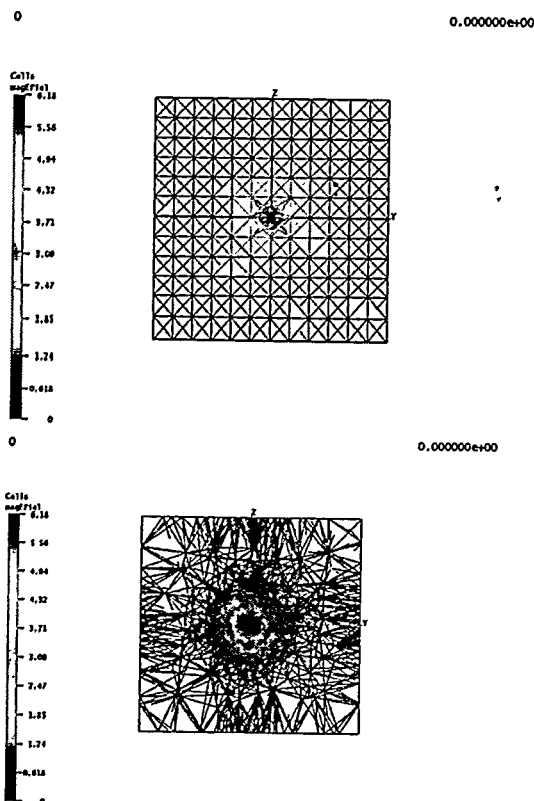 0 0.000000e+00
Cells
mag[Fie]
6.18
5.56
4.94
4.32
3.71
3.09
2.47
1.85
1.24
0.618
0
Z
Y
0 0.000000e+00
Cells
mag[Fie]
6.18
5.56
4.94
4.32
3.71
3.09
2.47
1.85
1.24
0.618
Z
Y